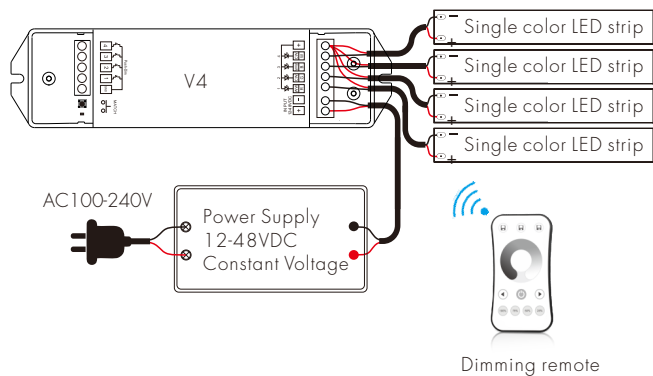 V4
Single color LED strip
Single color LED strip
Single color LED strip
Single color LED strip
AC100-240V
Power Supply
12-48VDC
Constant Voltage
Dimming remote